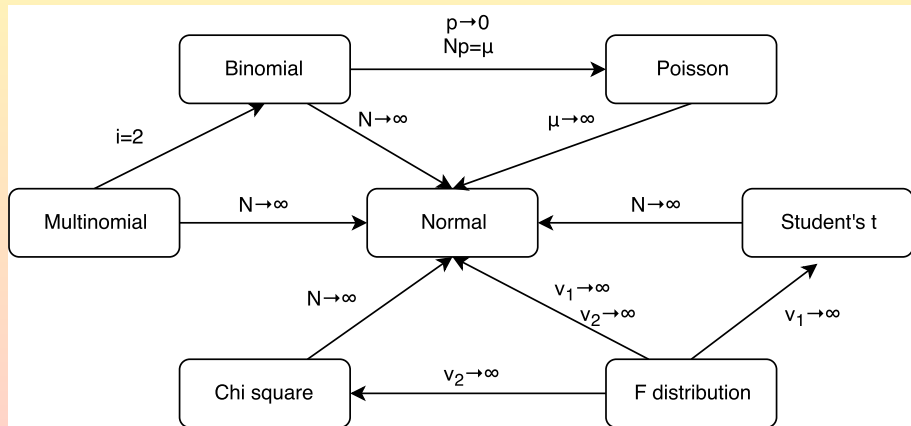 p→0
Np=μ
Binomial
Poisson
N→∞
μ→∞
i=2
Multinomial
N→∞
Normal
N→∞
Student's t
N→∞
v₁→∞
v₂→∞
v₁→∞
Chi square
v₂→∞
F distribution